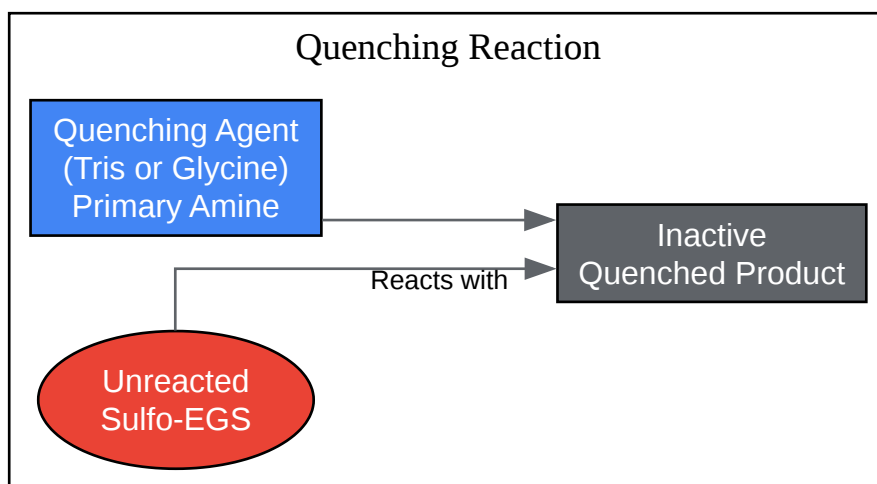 Quenching Reaction
Quenching Agent
(Tris or Glycine)
Primary Amine
Inactive
Quenched Product
Reacts with
Unreacted
Sulfo-EGS